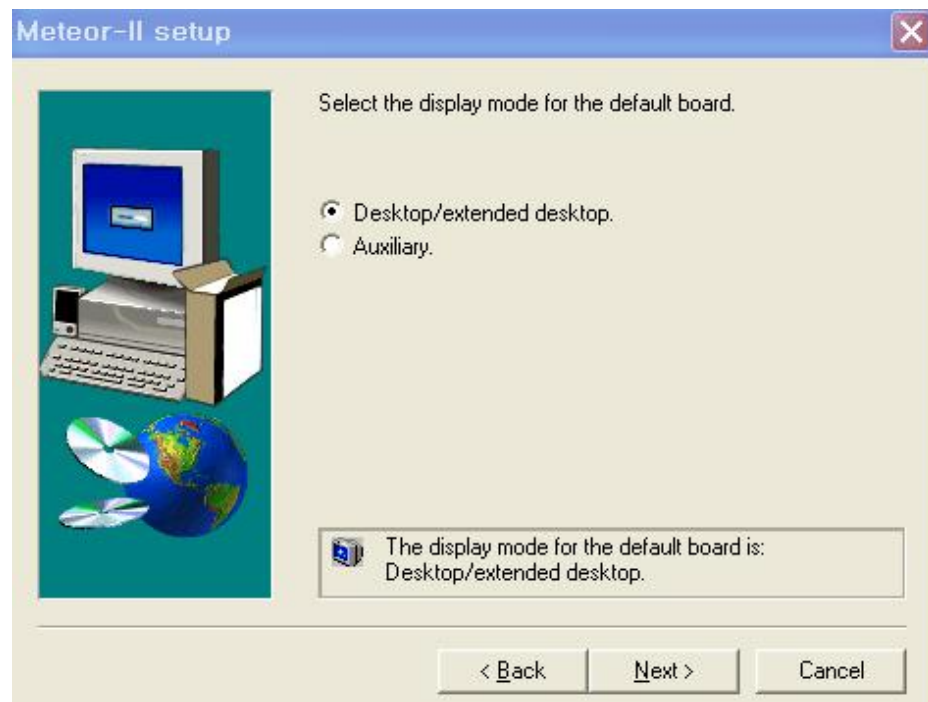 Meteor-II setup
Select the display mode for the default board.
Desktop/extended desktop.
Auxiliary.
The display mode for the default board is:
Desktop/extended desktop.
< Back
Next >
Cancel